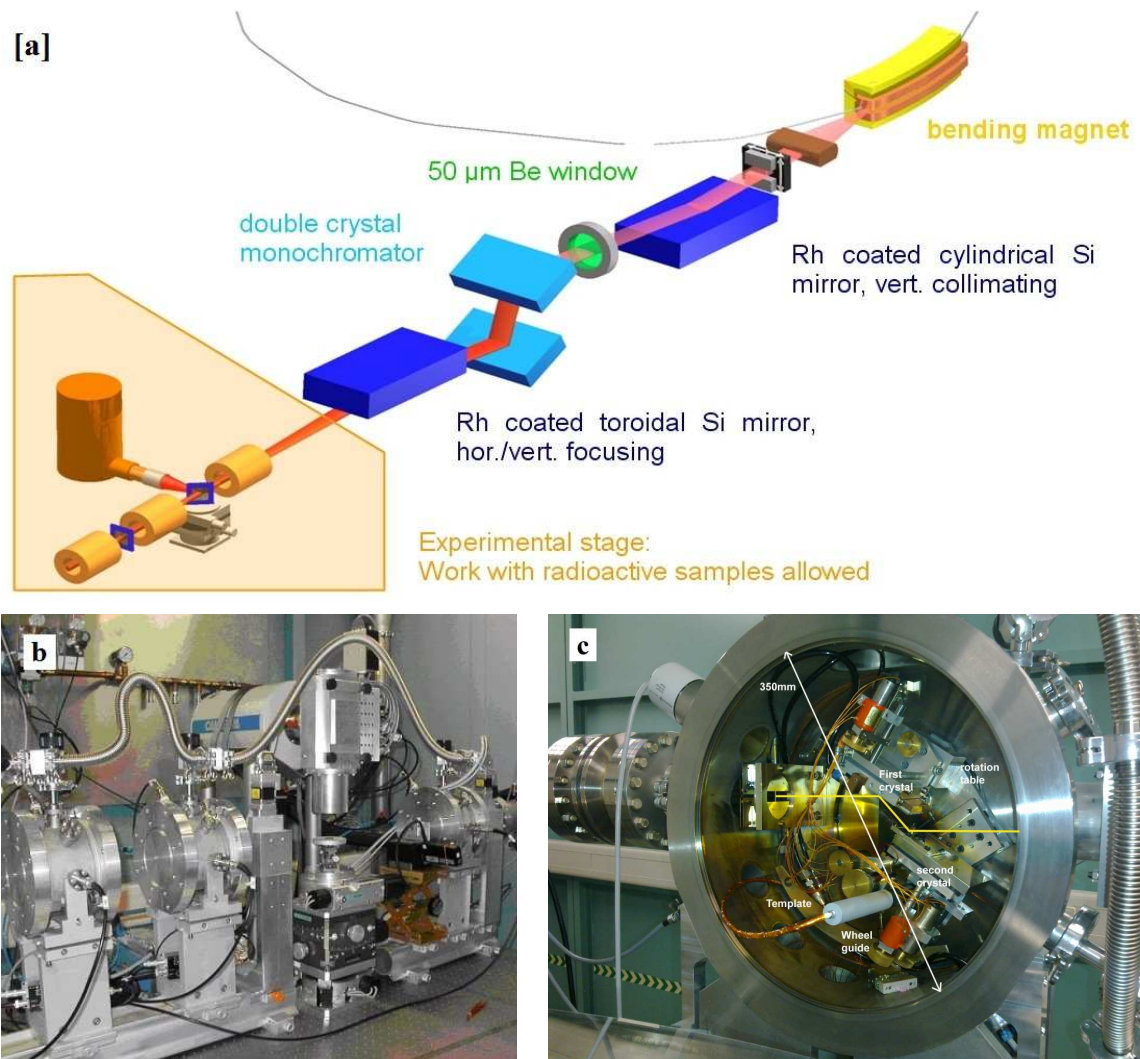 [a]
bending magnet
50 µm Be window
double crystal
monochromator
Rh coated cylindrical Si
mirror, vert. collimating
Rh coated toroidal Si mirror,
hor./vert. focusing
Experimental stage:
Work with radioactive samples allowed
b
c
350mm
First
crystal
rotation
table
second
crystal
Template
Wheel
guide